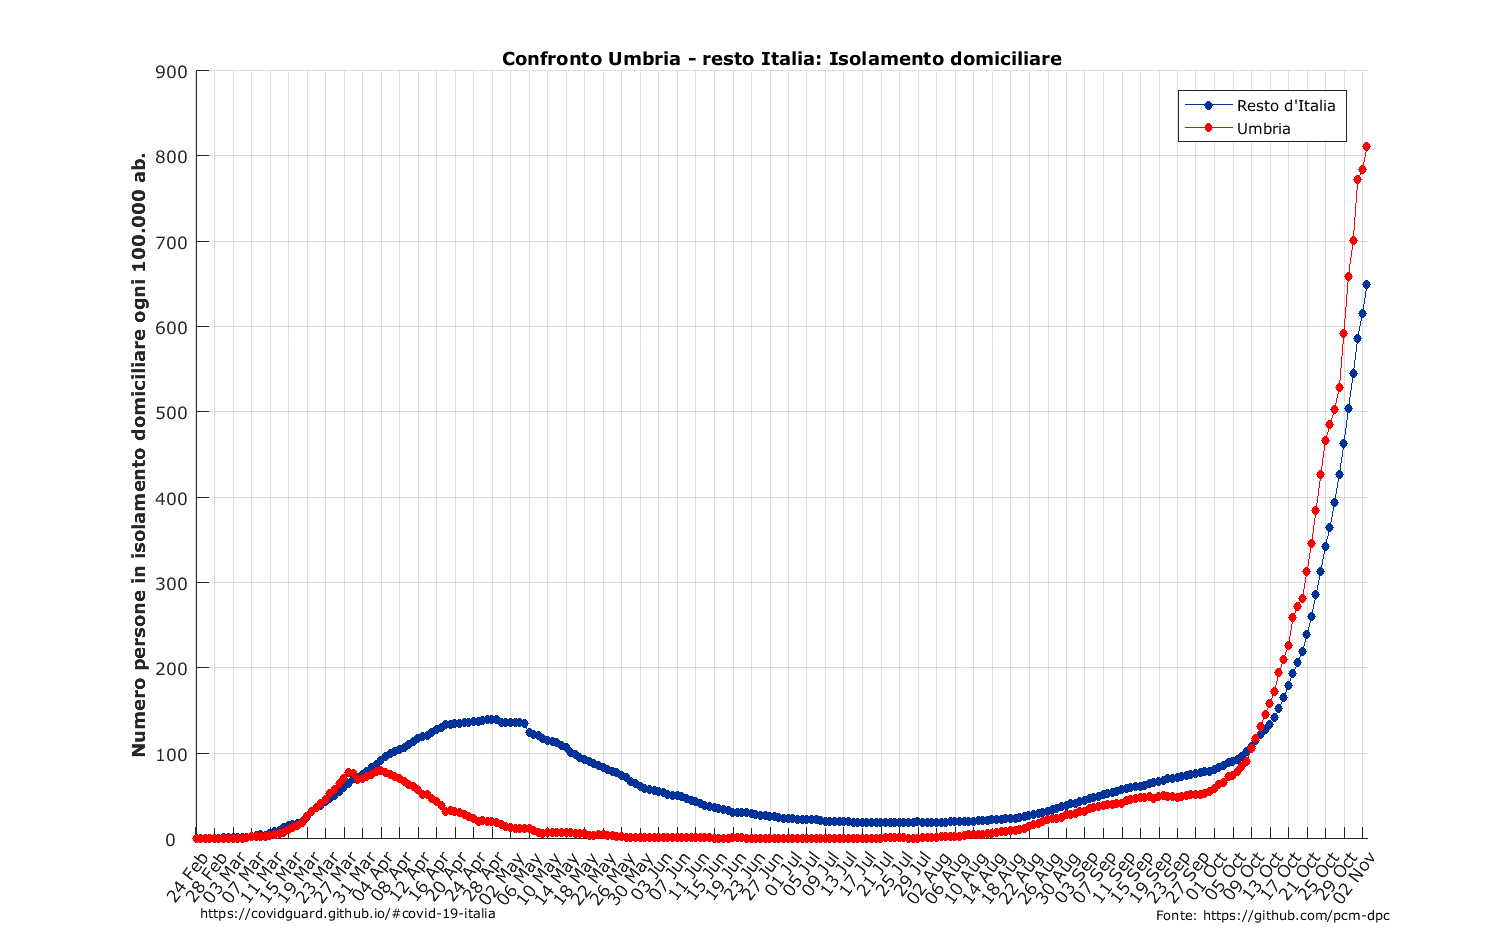 Confronto Umbria - resto Italia: Isolamento domiciliare
Numero persone in isolamento domiciliare ogni 100.000 ab.
900
800
700
600
500
400
300
200
100
0
Resto d'Italia
Umbria
24 Feb
28 Feb
03 Mar
07 Mar
11 Mar
15 Mar
19 Mar
23 Mar
27 Mar
31 Mar
04 Apr
08 Apr
12 Apr
16 Apr
20 Apr
24 Apr
28 Apr
02 May
06 May
10 May
14 May
18 May
22 May
26 May
30 May
03 Jun
07 Jun
11 Jun
15 Jun
19 Jun
23 Jun
27 Jun
01 Jul
05 Jul
09 Jul
13 Jul
17 Jul
21 Jul
25 Jul
29 Jul
02 Aug
06 Aug
10 Aug
14 Aug
18 Aug
22 Aug
26 Aug
30 Aug
03 Sep
07 Sep
11 Sep
15 Sep
19 Sep
23 Sep
27 Sep
01 Oct
05 Oct
09 Oct
13 Oct
17 Oct
21 Oct
25 Oct
29 Oct
02 Nov
https://covidguard.github.io/#covid-19-italia
Fonte: https://github.com/pcm-dpc